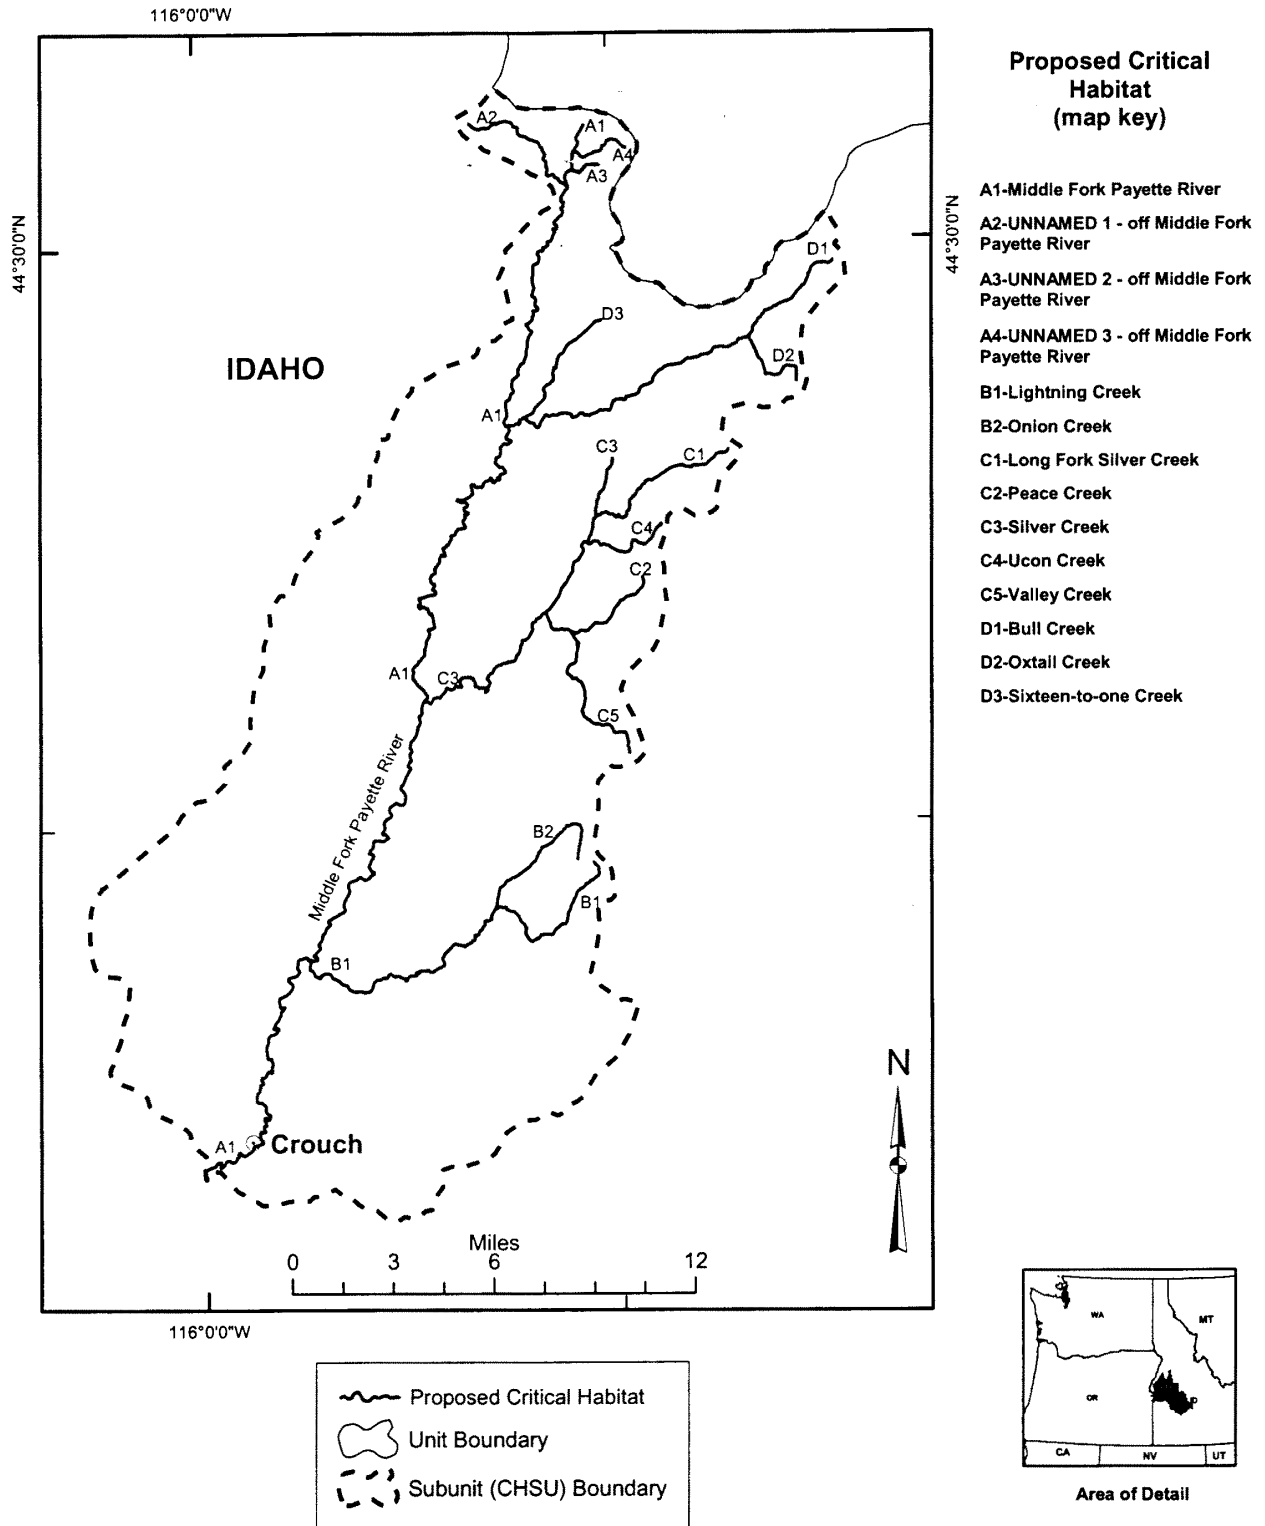 116°0'0"W
Proposed Critical
Habitat
(map key)
A2
A1
A4
A3
44°30'0"N
44°30'0"N
A1-Middle Fork Payette River
A2-UNNAMED 1 - off Middle Fork
Payette River
A3-UNNAMED 2 - off Middle Fork
Payette River
A4-UNNAMED 3 - off Middle Fork
Payette River
B1-Lightning Creek
B2-Onion Creek
C1-Long Fork Silver Creek
C2-Peace Creek
C3-Silver Creek
C4-Ucon Creek
C5-Valley Creek
D1-Bull Creek
D2-Oxtail Creek
D3-Sixteen-to-one Creek
D1
D3
IDAHO
D2
A1
C3
C1
C4
C2
A1
C3
C5
Middle Fork Payette River
B2
B1
B1
N
A1
Crouch
Miles
0 3 6 12
116°0'0"W
Proposed Critical Habitat
Unit Boundary
Subunit (CHSU) Boundary
WA
MT
OR
ID
CA
NV
UT
Area of Detail